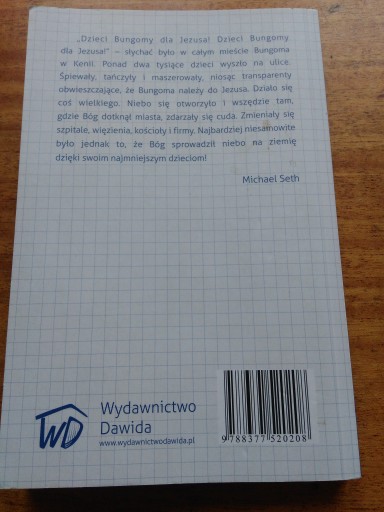 „Dzieci Bungomy dla Jezusa! Dzieci Bungomy
dla Jezusa!” – słychać było w całym mieście Bungoma
w Kenii. Ponad dwa tysiące dzieci wyszło na ulice.
Śpiewały, tańczyły i maszerowały, niosąc transparenty
obwieszczające, że Bungoma należy do Jezusa. Działo się
coś wielkiego. Niebo się otworzyło i wszędzie tam,
gdzie Bóg dotknął miasta, zdarzały się cuda. Zmieniały się
szpitale, więzienia, kościoły i firmy. Najbardziej niesamowite
było jednak to, że Bóg sprowadził niebo na ziemię
dzięki swoim najmniejszym dzieciom!
Michael Seth
WD
Wydawnictwo
Dawida
www.wydawnictwodawida.pl
9 788377 520208